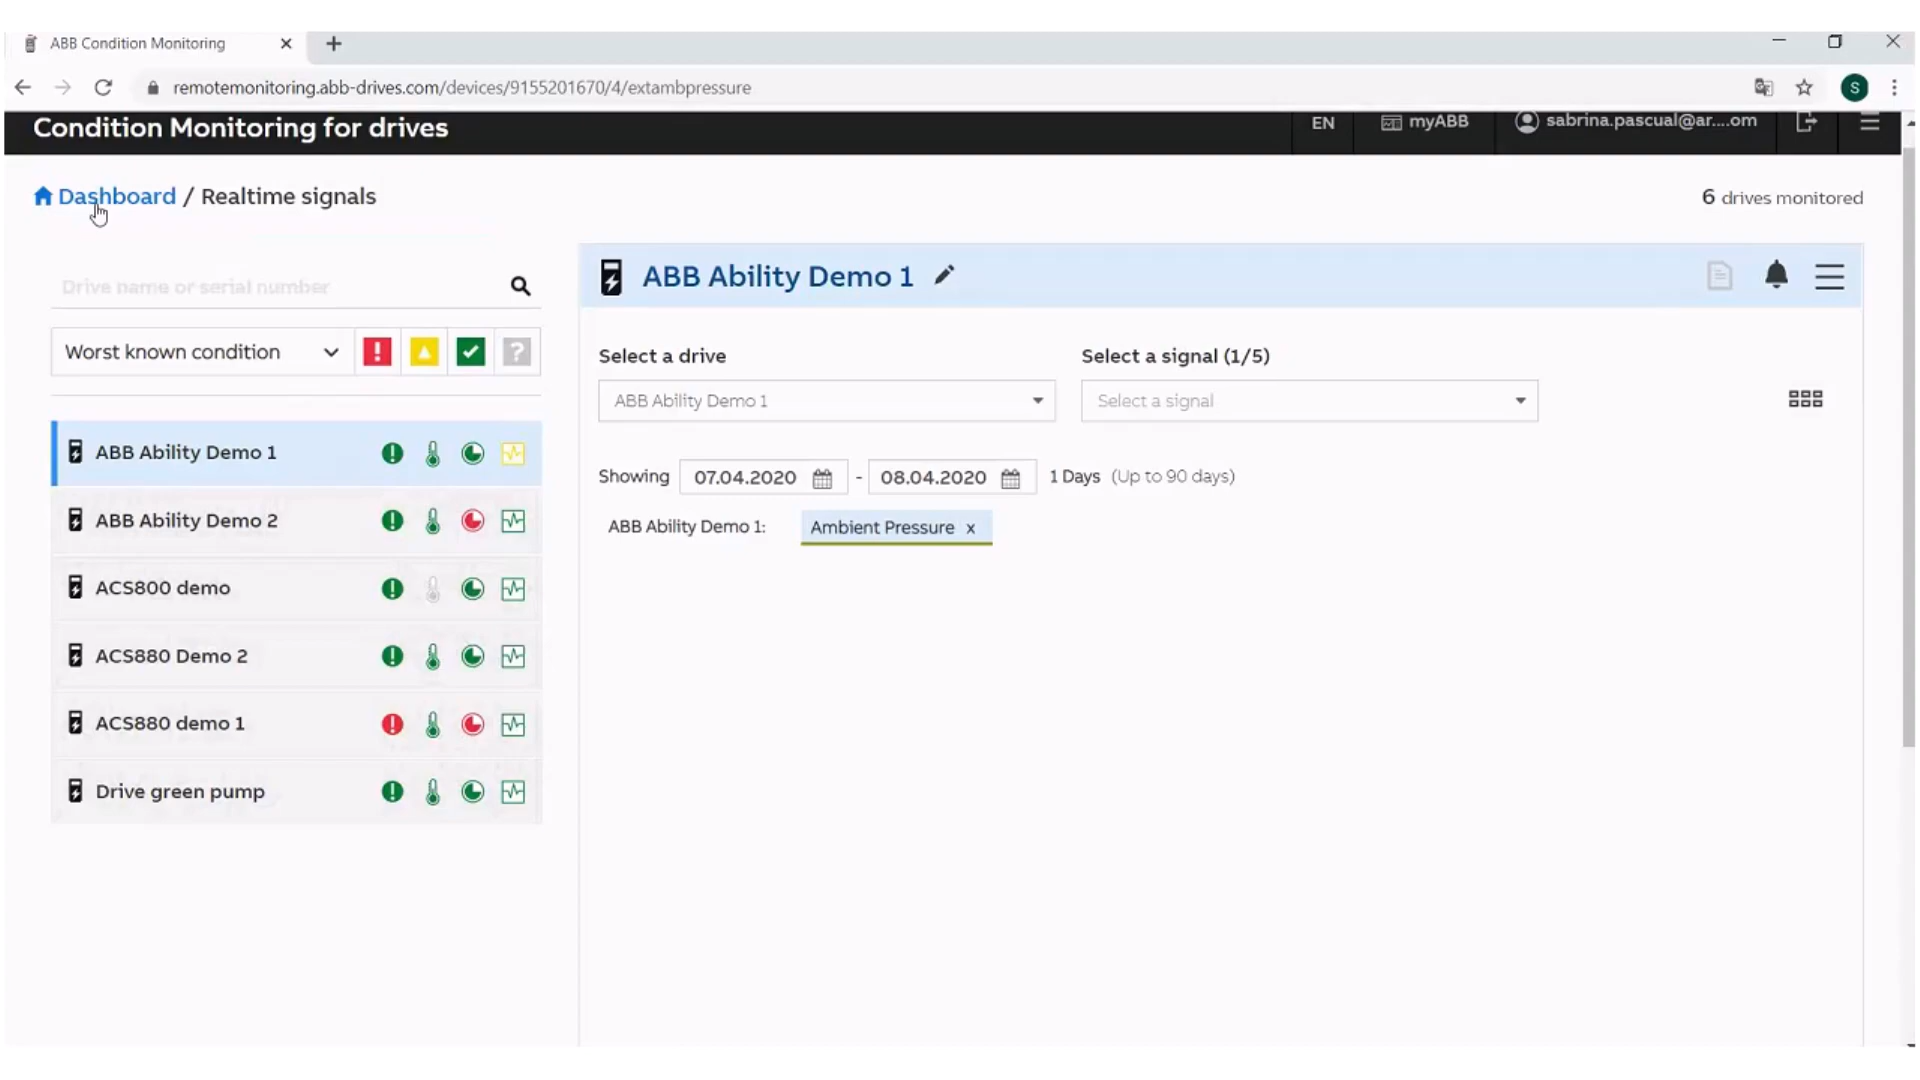 ABB Condition Monitoring
remotemonitoring.abb-drives.com/devices/9155201670/4/extambpressure
S
Condition Monitoring for drives
EN
myABB
sabrina.pascual@ar....om
Dashboard / Realtime signals
6 drives monitored
Drive name or serial number
Worst known condition
ABB Ability Demo 1
ABB Ability Demo 2
ACS800 demo
ACS880 Demo 2
ACS880 demo 1
Drive green pump
ABB Ability Demo 1
Select a drive
Select a signal (1/5)
ABB Ability Demo 1
Select a signal
Showing 07.04.2020 - 08.04.2020 1 Days (Up to 90 days)
ABB Ability Demo 1: Ambient Pressure x